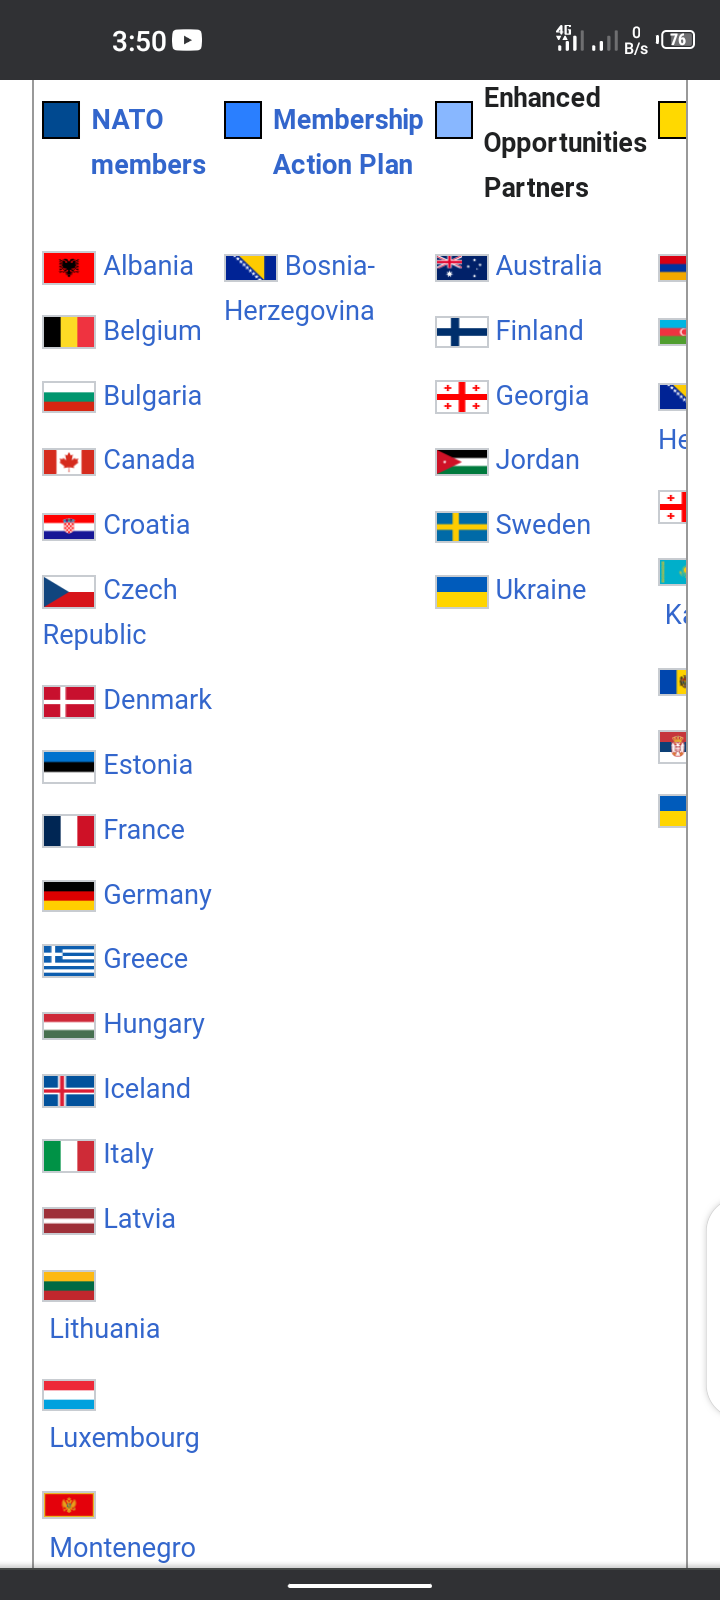 3:50
4G
0
B/s
76
NATO
members
Membership
Action Plan
Enhanced
Opportunities
Partners
Albania
Belgium
Bulgaria
Canada
Croatia
Czech
Republic
Denmark
Estonia
France
Germany
Greece
Hungary
Iceland
Italy
Latvia
Lithuania
Luxembourg
Montenegro
Bosnia-
Herzegovina
Australia
Finland
Georgia
Jordan
Sweden
Ukraine
He